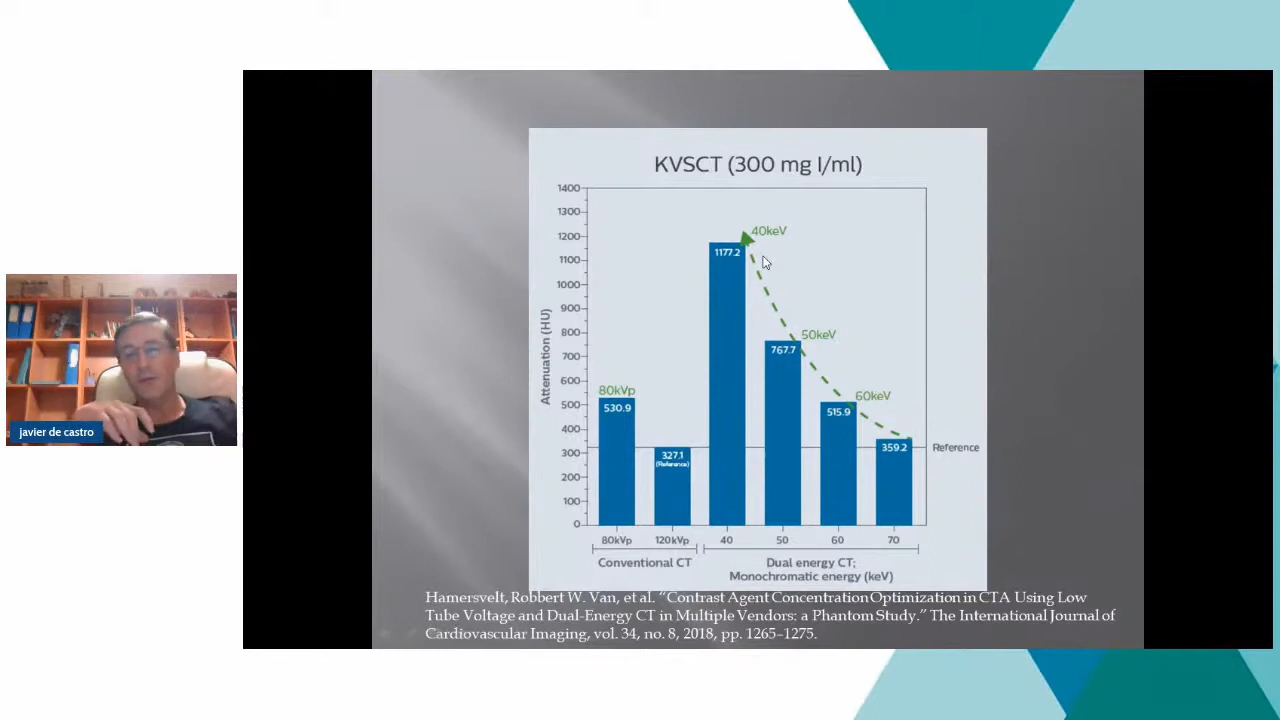 KVSCT (300 mg I/ml)
1400
1300
1200
1100
1000
900
800
700
600
500
400
300
200
100
0
Attenuation (HU)
80kVp
530.9
327.1
(Reference)
1177.2
40keV
767.7
50keV
515.9
60keV
359.2
Reference
80kVp 120kVp 40 50 60 70
Conventional CT
Dual energy CT;
Monochromatic energy (keV)
Hamersvelt, Robbert W. Van, et al. “Contrast Agent Concentration Optimization in CTA Using Low
Tube Voltage and Dual-Energy CT in Multiple Vendors: a Phantom Study.” The International Journal of
Cardiovascular Imaging, vol. 34, no. 8, 2018, pp. 1265–1275.
javier de castro